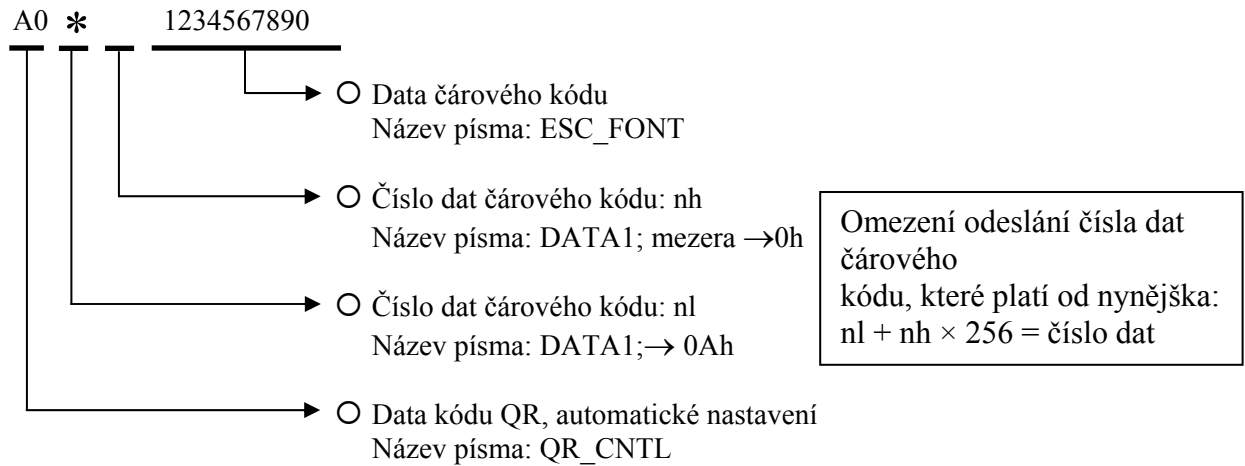 A0 * 1234567890
Data čárového kódu
Název písma: ESC_FONT
Číslo dat čárového kódu: nh
Název písma: DATA1; mezera →0h
Číslo dat čárového kódu: nl
Název písma: DATA1;→ 0Ah
Data kódu QR, automatické nastavení
Název písma: QR_CNTL
Omezení odeslání čísla dat
čárového
kódu, které platí od nynějška:
nl + nh × 256 = číslo dat